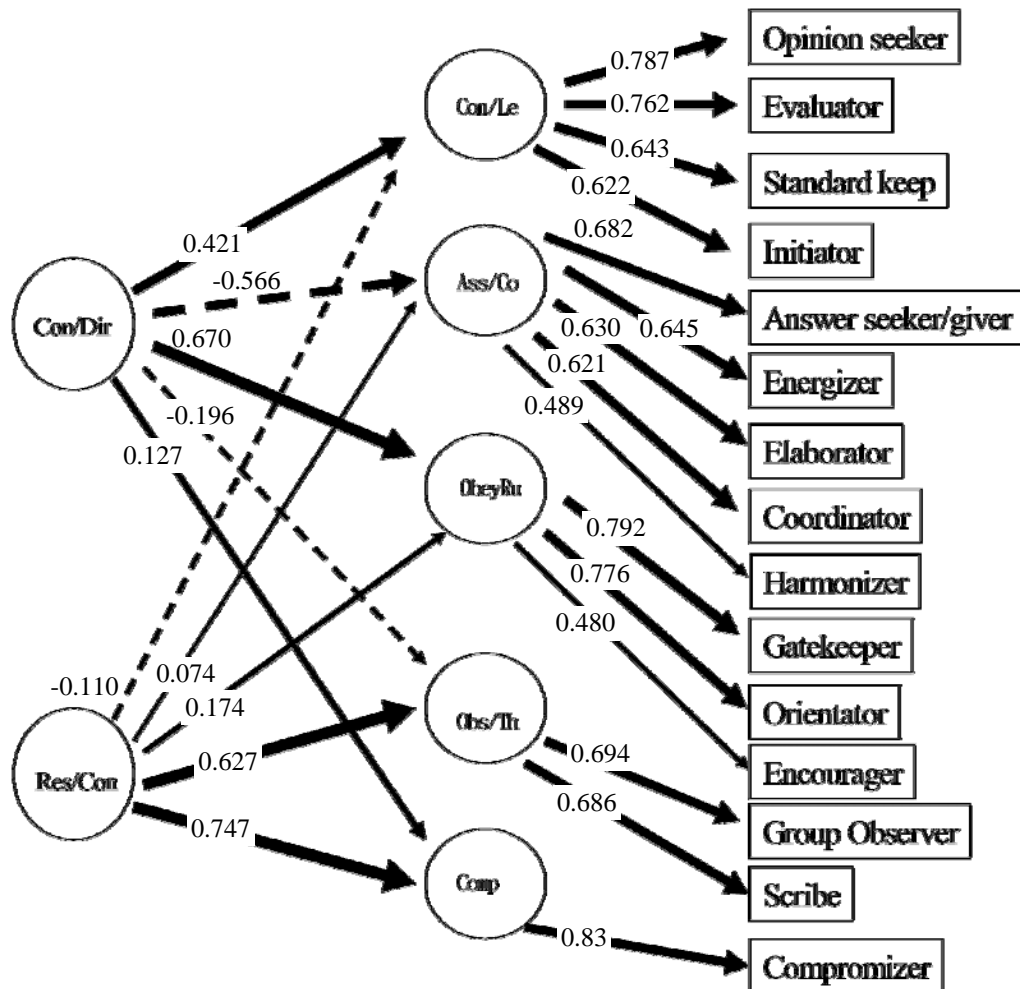 Opinion seeker
0.787
Con/Le
0.762
Evaluator
0.643
Standard keep
0.622
0.682
Initiator
0.421
-0.566
Ass/Co
Con/Dir
0.670
0.630
0.645
Answer seeker/giver
0.621
0.489
Energizer
-0.196
0.127
Elaborator
ObeyRu
0.792
Coordinator
0.776
Harmonizer
0.480
Gatekeeper
0.074
-0.110
0.174
Obs/Th
Orientator
0.627
0.694
Res/Con
0.686
Encourager
0.747
Group Observer
Comp
Scribe
0.83
Compromizer